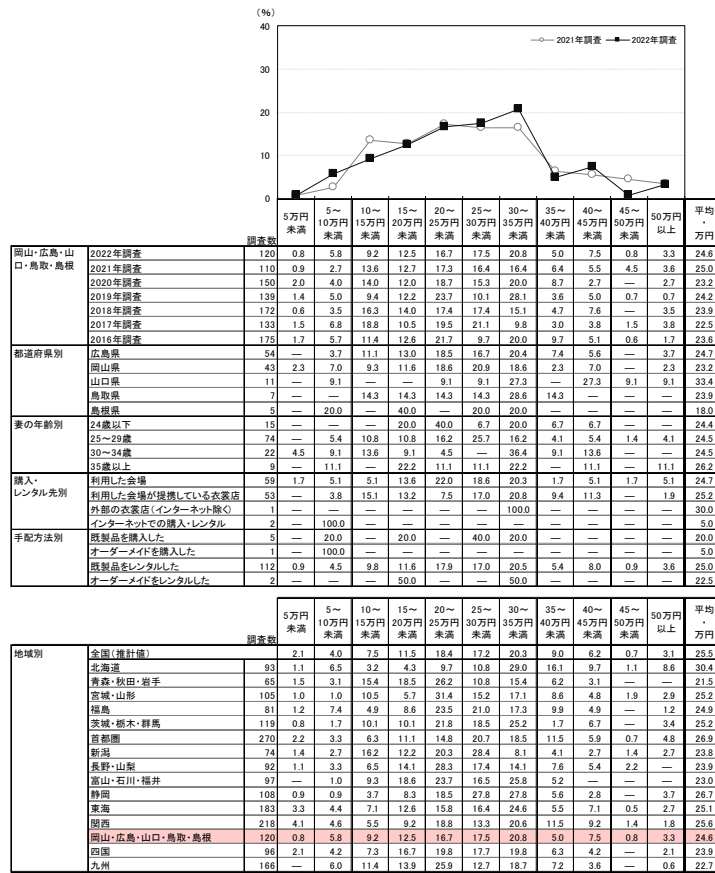 (%)
40
30
20
10
0
2021年調査 2022年調査
調査数 5万円未満 5～10万円未満 10～15万円未満 15～20万円未満 20～25万円未満 25～30万円未満 30～35万円未満 35～40万円未満 40～45万円未満 45～50万円未満 50万円以上 平均・万円
岡山・広島・山口・鳥取・島根 2022年調査 120 0.8 5.8 9.2 12.5 16.7 17.5 20.8 5.0 7.5 0.8 3.3 24.6
2021年調査 110 0.9 2.7 13.6 12.7 17.3 16.4 16.4 6.4 5.5 4.5 3.6 25.0
2020年調査 150 2.0 4.0 14.0 12.0 18.7 15.3 20.0 8.7 2.7 — 2.7 23.2
2019年調査 139 1.4 5.0 9.4 12.2 23.7 10.1 28.1 3.6 5.0 0.7 0.7 24.2
2018年調査 172 0.6 3.5 16.3 14.0 17.4 17.4 15.1 4.7 7.6 — 3.5 23.9
2017年調査 133 1.5 6.8 18.8 10.5 19.5 21.1 9.8 3.0 3.8 1.5 3.8 22.5
2016年調査 175 1.7 5.7 11.4 12.6 21.7 9.7 20.0 9.7 5.1 0.6 1.7 23.6
都道府県別 広島県 54 — 3.7 11.1 13.0 18.5 16.7 20.4 7.4 5.6 — 3.7 24.7
岡山県 43 2.3 7.0 9.3 11.6 18.6 20.9 18.6 2.3 7.0 — 2.3 23.2
山口県 11 — 9.1 — — 9.1 9.1 27.3 — 27.3 9.1 9.1 33.4
鳥取県 7 — — 14.3 14.3 14.3 14.3 28.6 14.3 — — — 23.9
島根県 5 — 20.0 — 40.0 — 20.0 20.0 — — — — 18.0
妻の年齢別 24歳以下 15 — — — 20.0 40.0 6.7 20.0 6.7 6.7 — — 24.4
25～29歳 74 — 5.4 10.8 10.8 16.2 25.7 16.2 4.1 5.4 1.4 4.1 24.5
30～34歳 22 4.5 9.1 13.6 9.1 4.5 — 36.4 9.1 13.6 — — 24.5
35歳以上 9 — 11.1 — 22.2 11.1 11.1 22.2 — 11.1 — 11.1 26.2
購入・レンタル先別 利用した会場 59 1.7 5.1 5.1 13.6 22.0 18.6 20.3 1.7 5.1 1.7 5.1 24.7
利用した会場が提携している衣裳店 53 — 3.8 15.1 13.2 7.5 17.0 20.8 9.4 11.3 — 1.9 25.2
外部の衣裳店(インターネット除く) 1 — — — — — — 100.0 — — — — 30.0
インターネットでの購入・レンタル 2 — 100.0 — — — — — — — — — 5.0
手配方法別 既製品を購入した 5 — 20.0 — 20.0 — 40.0 20.0 — — — — 20.0
オーダーメイドを購入した 1 — 100.0 — — — — — — — — — 5.0
既製品をレンタルした 112 0.9 4.5 9.8 11.6 17.9 17.0 20.5 5.4 8.0 0.9 3.6 25.0
オーダーメイドをレンタルした 2 — — — 50.0 — — 50.0 — — — — 22.5
調査数 5万円未満 5～10万円未満 10～15万円未満 15～20万円未満 20～25万円未満 25～30万円未満 30～35万円未満 35～40万円未満 40～45万円未満 45～50万円未満 50万円以上 平均・万円
地域別 全国(推計値) 2.1 4.0 7.5 11.5 18.4 17.2 20.3 9.0 6.2 0.7 3.1 25.5
北海道 93 1.1 6.5 3.2 4.3 9.7 10.8 29.0 16.1 9.7 1.1 8.6 30.4
青森・秋田・岩手 65 1.5 3.1 15.4 18.5 26.2 10.8 15.4 6.2 3.1 — — 21.5
宮城・山形 105 1.0 1.0 10.5 5.7 31.4 15.2 17.1 8.6 4.8 1.9 2.9 25.2
福島 81 1.2 7.4 4.9 8.6 23.5 21.0 17.3 9.9 4.9 — 1.2 24.9
茨城・栃木・群馬 119 0.8 1.7 10.1 10.1 21.8 18.5 25.2 1.7 6.7 — 3.4 25.2
首都圏 270 2.2 3.3 6.3 11.1 14.8 20.7 18.5 11.5 5.9 0.7 4.8 26.9
新潟 74 1.4 2.7 16.2 12.2 20.3 28.4 8.1 4.1 2.7 1.4 2.7 23.8
長野・山梨 92 1.1 3.3 6.5 14.1 28.3 17.4 14.1 7.6 5.4 2.2 — 23.9
富山・石川・福井 97 — 1.0 9.3 18.6 23.7 16.5 25.8 5.2 — — — 23.0
静岡 108 0.9 0.9 3.7 8.3 18.5 27.8 27.8 5.6 2.8 — 3.7 26.7
東海 183 3.3 4.4 7.1 12.6 15.8 16.4 24.6 5.5 7.1 0.5 2.7 25.1
関西 218 4.1 4.6 5.5 9.2 18.8 13.3 20.6 11.5 9.2 1.4 1.8 25.6
岡山・広島・山口・鳥取・島根 120 0.8 5.8 9.2 12.5 16.7 17.5 20.8 5.0 7.5 0.8 3.3 24.6
四国 96 2.1 4.2 7.3 16.7 19.8 17.7 19.8 6.3 4.2 — 2.1 23.9
九州 166 — 6.0 11.4 13.9 25.9 12.7 18.7 7.2 3.6 — 0.6 22.7